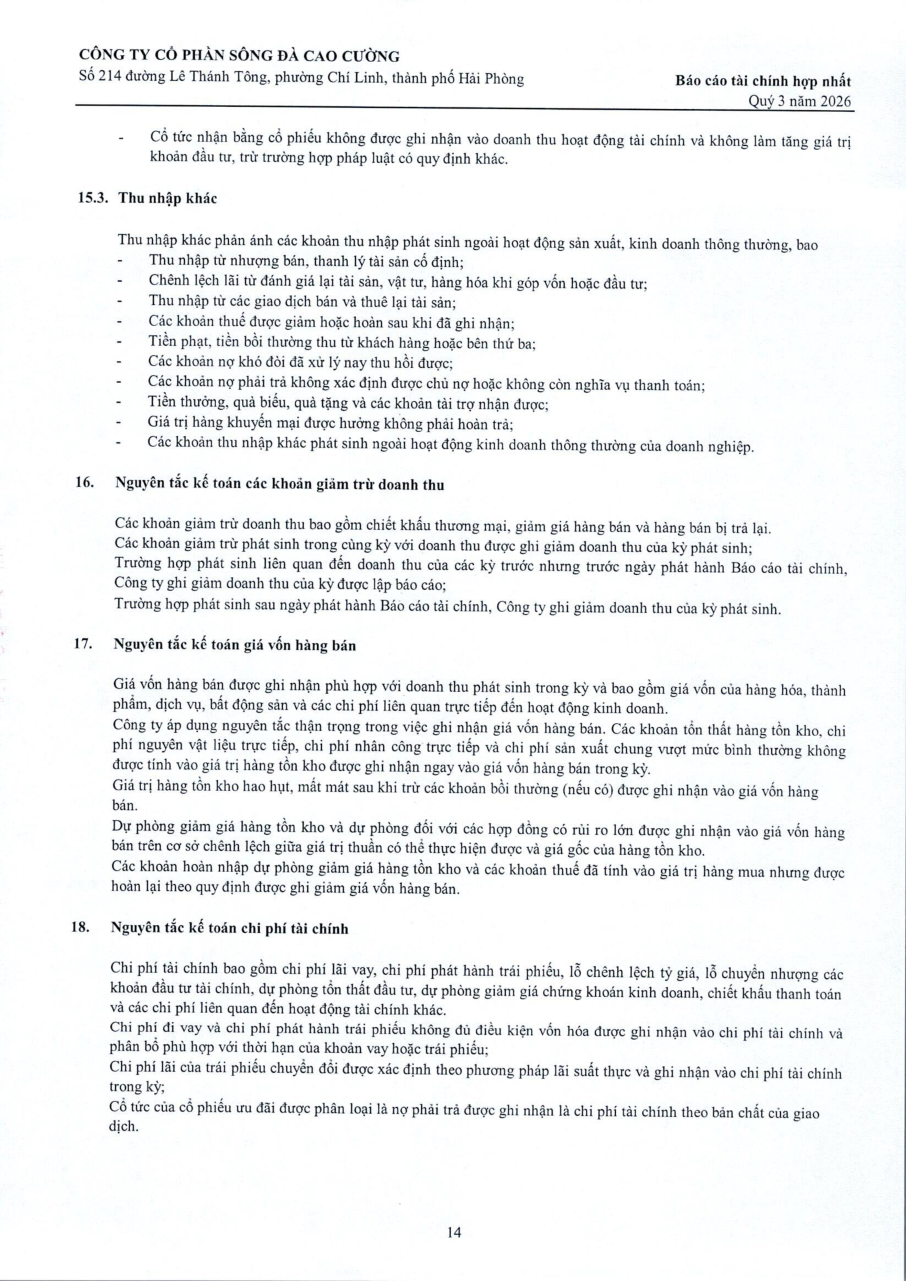 CÔNG TY CỔ PHẦN SÔNG ĐÀ CAO CƯỜNG
Số 214 đường Lê Thánh Tông, phường Chí Linh, thành phố Hải Phòng
Báo cáo tài chính hợp nhất
Quý 3 năm 2026
- Cổ tức nhận bằng cổ phiếu không được ghi nhận vào doanh thu hoạt động tài chính và không làm tăng giá trị
khoản đầu tư, trừ trường hợp pháp luật có quy định khác.
15.3. Thu nhập khác
Thu nhập khác phản ánh các khoản thu nhập phát sinh ngoài hoạt động sản xuất, kinh doanh thông thường, bao
- Thu nhập từ nhượng bán, thanh lý tài sản cố định;
- Chênh lệch lãi từ đánh giá lại tài sản, vật tư, hàng hóa khi góp vốn hoặc đầu tư;
- Thu nhập từ các giao dịch bán và thuê lại tài sản;
- Các khoản thuế được giảm hoặc hoàn sau khi đã ghi nhận;
- Tiền phạt, tiền bồi thường thu từ khách hàng hoặc bên thứ ba;
- Các khoản nợ khó đòi đã xử lý nay thu hồi được;
- Các khoản nợ phải trả không xác định được chủ nợ hoặc không còn nghĩa vụ thanh toán;
- Tiền thưởng, quà biếu, quà tặng và các khoản tài trợ nhận được;
- Giá trị hàng khuyến mại được hưởng không phải hoàn trả;
- Các khoản thu nhập khác phát sinh ngoài hoạt động kinh doanh thông thường của doanh nghiệp.
16. Nguyên tắc kế toán các khoản giảm trừ doanh thu
Các khoản giảm trừ doanh thu bao gồm chiết khấu thương mại, giảm giá hàng bán và hàng bán bị trả lại.
Các khoản giảm trừ phát sinh trong cùng kỳ với doanh thu được ghi giảm doanh thu của kỳ phát sinh;
Trường hợp phát sinh liên quan đến doanh thu của các kỳ trước nhưng trước ngày phát hành Báo cáo tài chính,
Công ty ghi giảm doanh thu của kỳ được lập báo cáo;
Trường hợp phát sinh sau ngày phát hành Báo cáo tài chính, Công ty ghi giảm doanh thu của kỳ phát sinh.
17. Nguyên tắc kế toán giá vốn hàng bán
Giá vốn hàng bán được ghi nhận phù hợp với doanh thu phát sinh trong kỳ và bao gồm giá vốn của hàng hóa, thành
phẩm, dịch vụ, bất động sản và các chi phí liên quan trực tiếp đến hoạt động kinh doanh.
Công ty áp dụng nguyên tắc thận trọng trong việc ghi nhận giá vốn hàng bán. Các khoản tổn thất hàng tồn kho, chi
phí nguyên vật liệu trực tiếp, chi phí nhân công trực tiếp và chi phí sản xuất chung vượt mức bình thường không
được tính vào giá trị hàng tồn kho được ghi nhận ngay vào giá vốn hàng bán trong kỳ.
Giá trị hàng tồn kho hao hụt, mất mát sau khi trừ các khoản bồi thường (nếu có) được ghi nhận vào giá vốn hàng
bán.
Dự phòng giảm giá hàng tồn kho và dự phòng đối với các hợp đồng có rủi ro lớn được ghi nhận vào giá vốn hàng
bán trên cơ sở chênh lệch giữa giá trị thuần có thể thực hiện được và giá gốc của hàng tồn kho.
Các khoản hoàn nhập dự phòng giảm giá hàng tồn kho và các khoản thuế đã tính vào giá trị hàng mua nhưng được
hoàn lại theo quy định được ghi giảm giá vốn hàng bán.
18. Nguyên tắc kế toán chi phí tài chính
Chi phí tài chính bao gồm chi phí lãi vay, chi phí phát hành trái phiếu, lỗ chênh lệch tỷ giá, lỗ chuyển nhượng các
khoản đầu tư tài chính, dự phòng tổn thất đầu tư, dự phòng giảm giá chứng khoán kinh doanh, chiết khấu thanh toán
và các chi phí liên quan đến hoạt động tài chính khác.
Chi phí đi vay và chi phí phát hành trái phiếu không đủ điều kiện vốn hóa được ghi nhận vào chi phí tài chính và
phân bổ phù hợp với thời hạn của khoản vay hoặc trái phiếu;
Chi phí lãi của trái phiếu chuyển đổi được xác định theo phương pháp lãi suất thực và ghi nhận vào chi phí tài chính
trong kỳ;
Cổ tức của cổ phiếu ưu đãi được phân loại là nợ phải trả được ghi nhận là chi phí tài chính theo bản chất của giao
dịch.
14